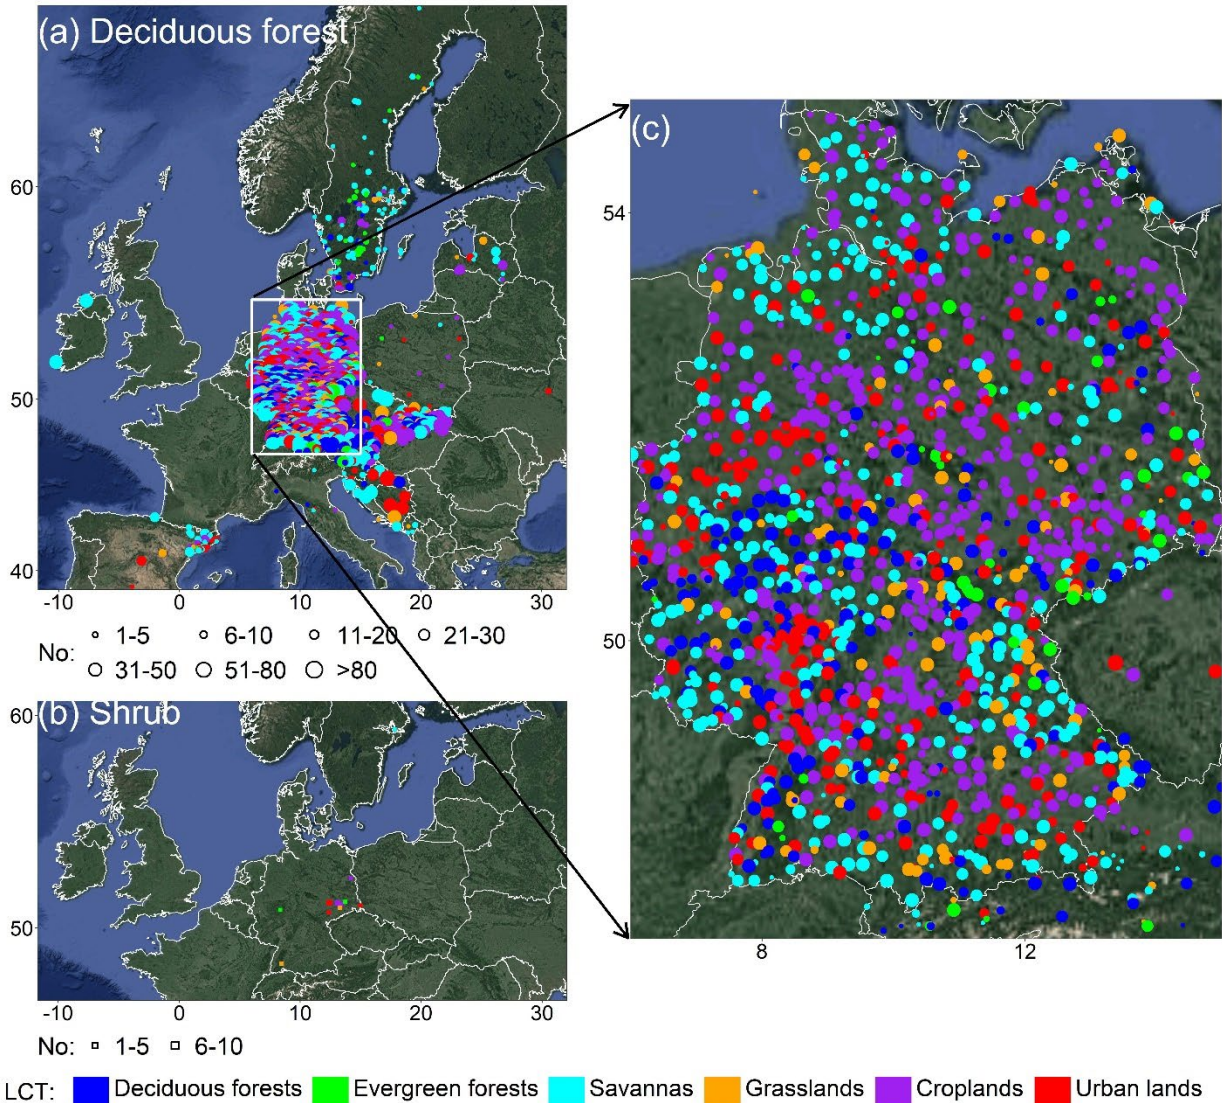 (a) Deciduous forest
60
50
40
-10 0 10 20 30
No: 1-5 6-10 11-20 21-30
31-50 51-80 >80
(b) Shrub
60
50
-10 0 10 20 30
No: 1-5 6-10
(c)
54
50
8 12
LCT: Deciduous forests Evergreen forests Savannas Grasslands Croplands Urban lands